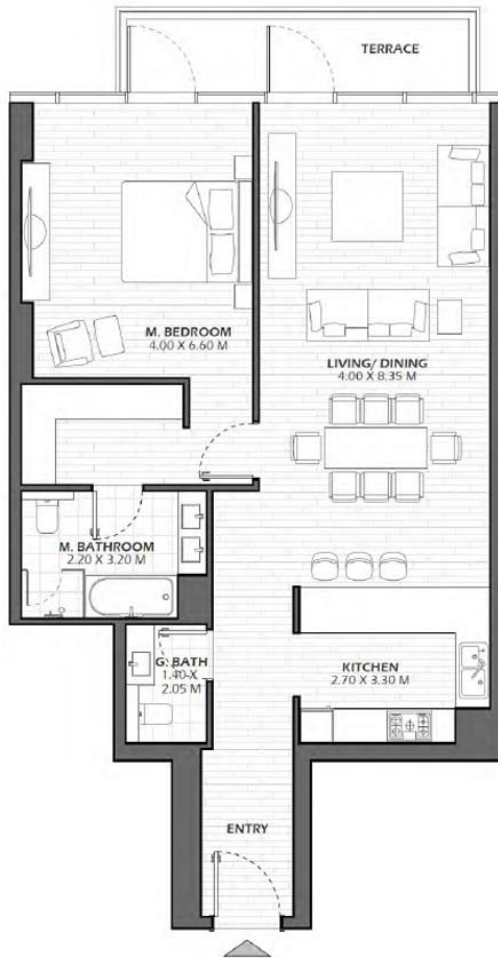 TERRACE
M. BEDROOM
4.00 X 6.60 M
LIVING/ DINING
4.00 X 8.35 M
M. BATHROOM
2.20 X 3.20 M
G. BATH
1.40 X
2.05 M
KITCHEN
2.70 X 3.30 M
ENTRY